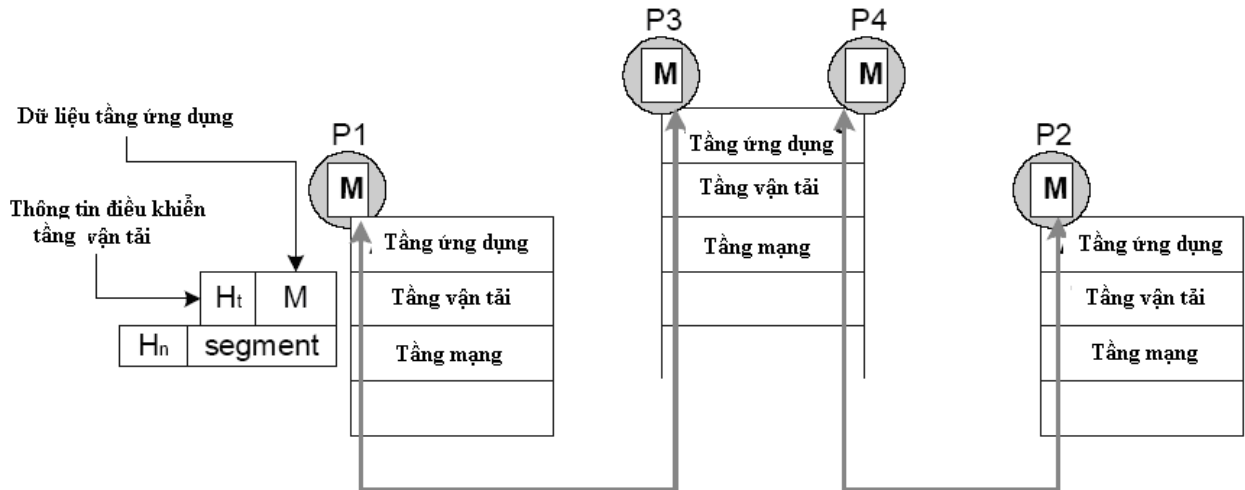 P3
P4
M
M
Dữ liệu tầng ứng dụng
P1
M
Thông tin điều khiển
tầng vận tải
Tầng ứng dụng
Tầng vận tải
Tầng mạng
Ht
M
Hn
segment
Tầng ứng dụng
Tầng vận tải
Tầng mạng
P2
M
Tầng ứng dụng
Tầng vận tải
Tầng mạng